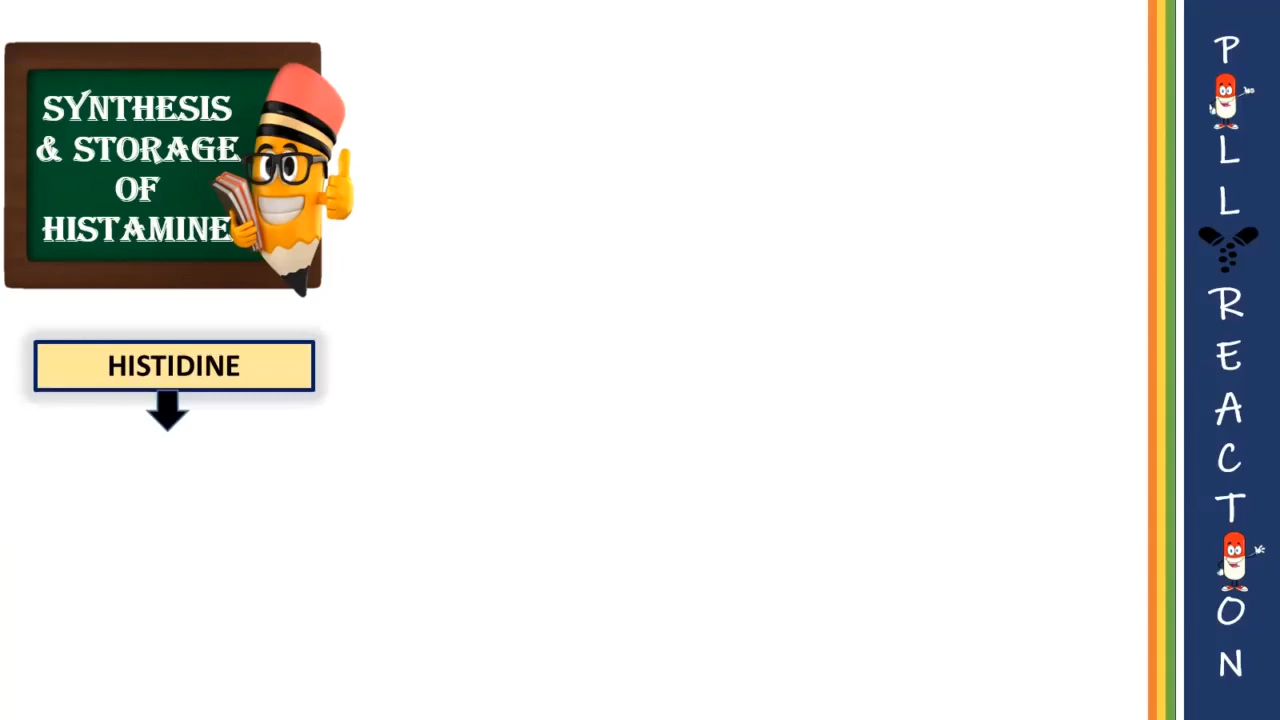 SYNTHESIS
& STORAGE
OF
HISTAMINE
HISTIDINE
P
L
L
R
E
A
C
T
O
N